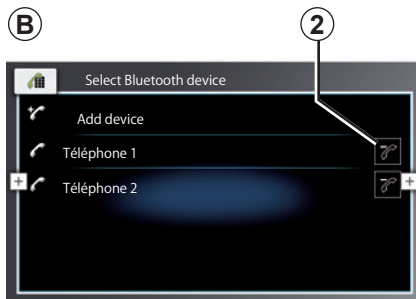 B
2
Select Bluetooth device
Add device
Téléphone 1
Téléphone 2